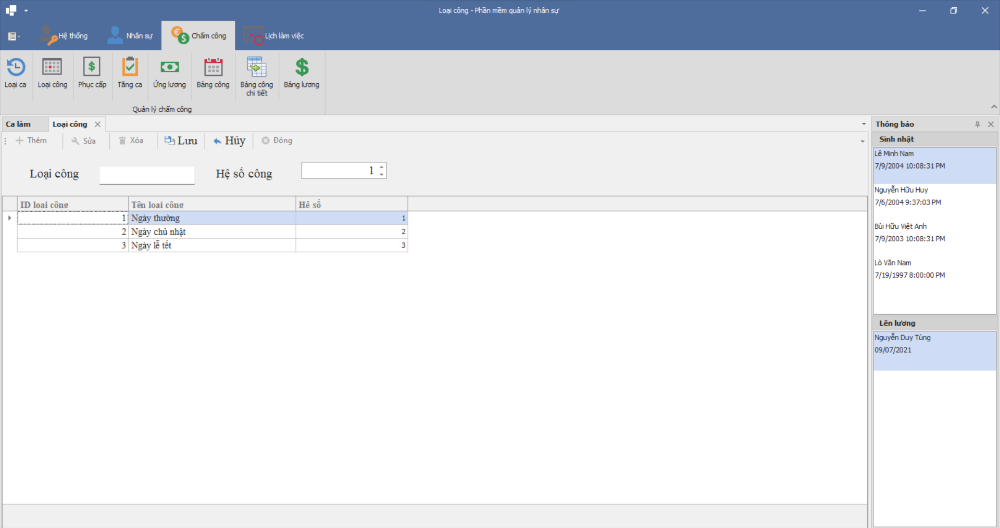 Loại công - Phần mềm quản lý nhân sự
Hệ thống
Nhân sự
Chấm công
Lịch làm việc
Loại ca
Loại công
Phục cấp
Tăng ca
Ứng lương
Bảng công
Bảng công
chi tiết
Bảng lương
Quản lý chấm công
Ca làm
Loại công
Thêm
Sửa
Xóa
Lưu
Hủy
Đóng
Loại công
Hệ số công
1
ID loại công
Tên loại công
Hệ số
1 Ngày thường 1
2 Ngày chủ nhật 2
3 Ngày lễ tết 3
Thông báo
Sinh nhật
Lê Minh Nam
7/9/2004 10:08:31 PM
Nguyễn Hữu Huy
7/6/2004 9:37:03 PM
Bùi Hữu Việt Anh
7/9/2003 10:08:31 PM
Lò Văn Nam
7/19/1997 8:00:00 PM
Lên lương
Nguyễn Duy Tùng
09/07/2021